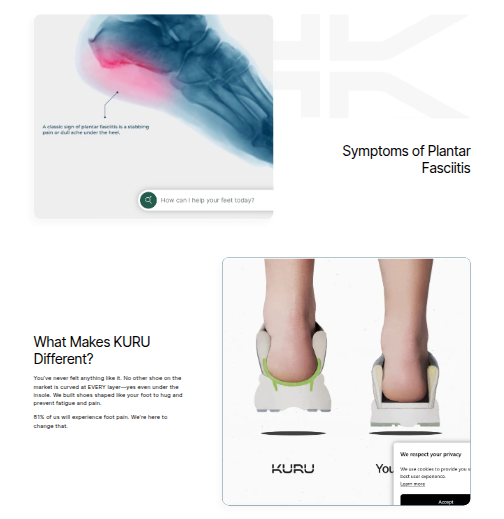 A classic sign of plantar fasciitis is a stabbing
pain or dull ache under the heel.
How can I help your feet today?
Symptoms of Plantar
Fasciitis
What Makes KURU
Different?
You've never felt anything like it. No other shoe on the
market is curved at EVERY layer—yes even under the
insole. We built shoes shaped like your foot to hug and
prevent fatigue and pain.
81% of us will experience foot pain. We're here to
change that.
KURU
You
We respect your privacy
We use cookies to provide you
best user experience.
Learn more
Accept